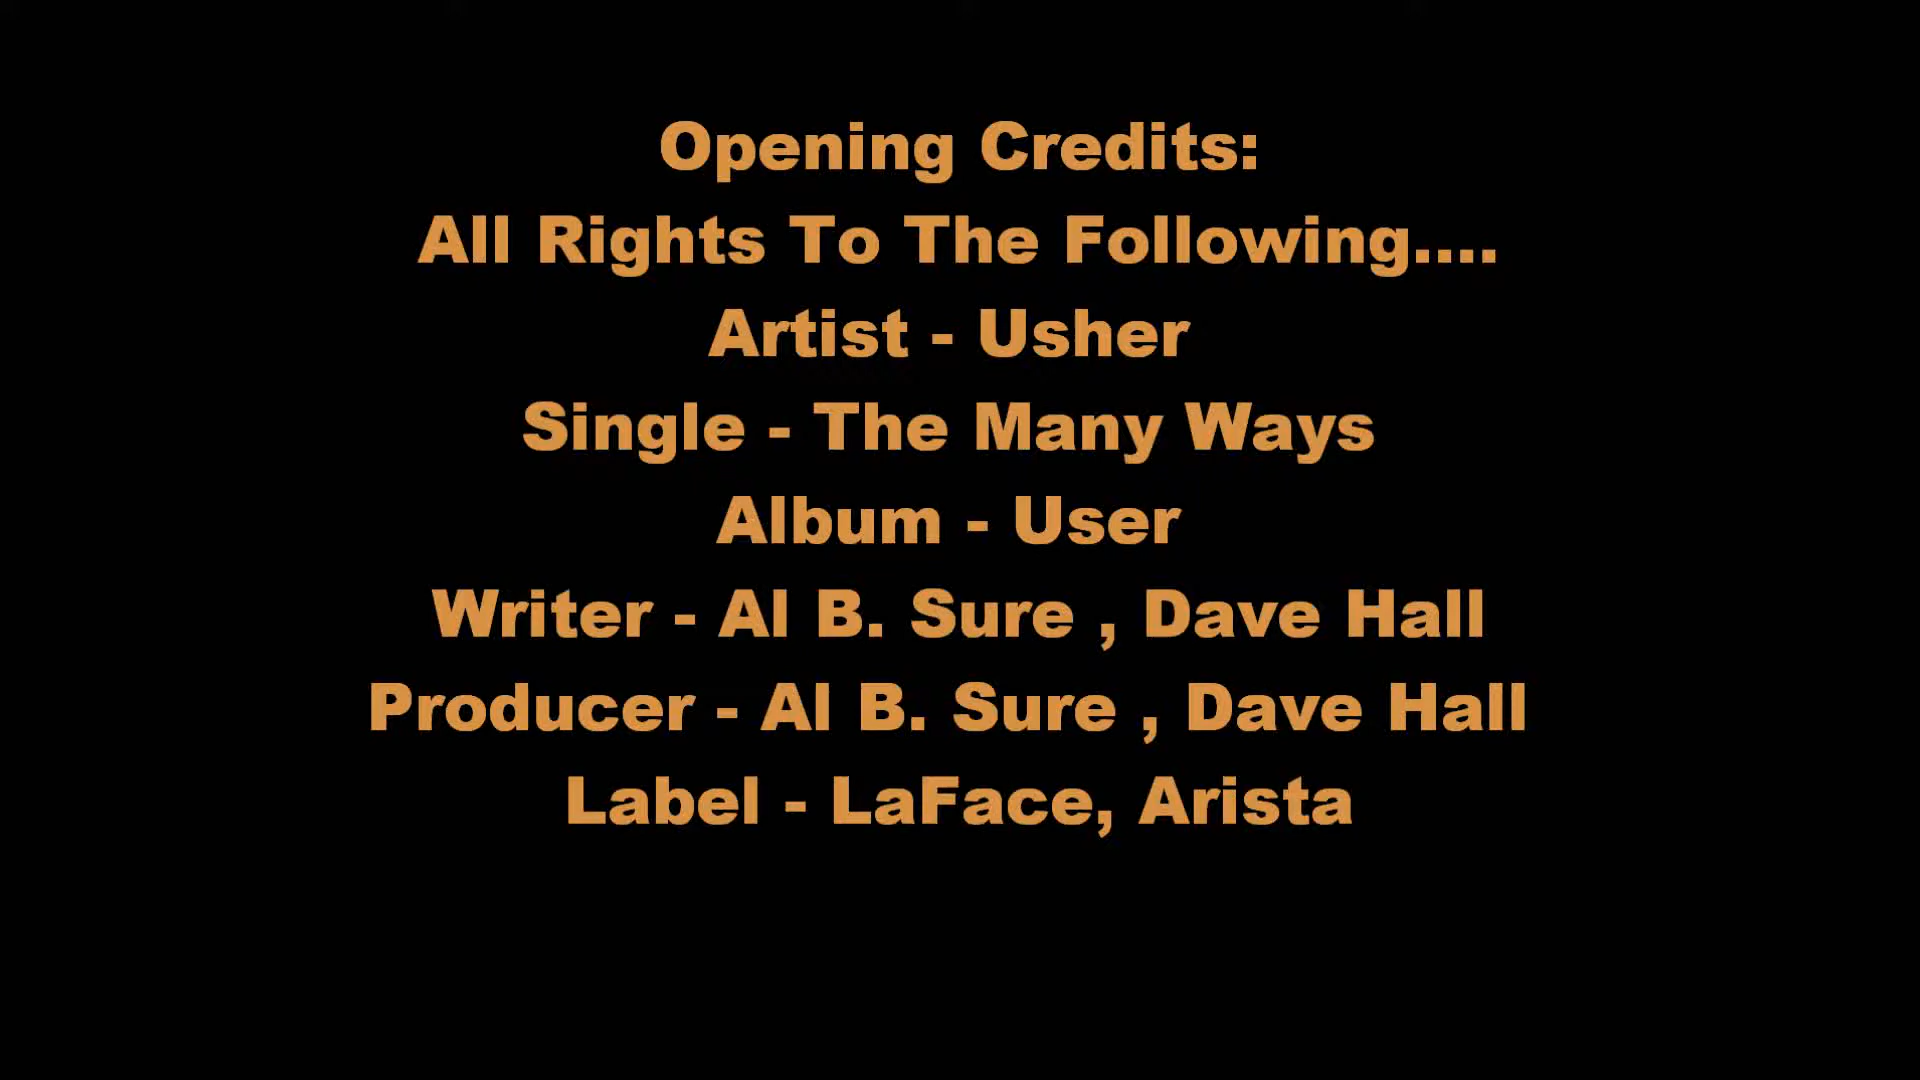 Opening Credits:
All Rights To The Following....
Artist - Usher
Single - The Many Ways
Album - User
Writer - Al B. Sure , Dave Hall
Producer - Al B. Sure , Dave Hall
Label - LaFace, Arista